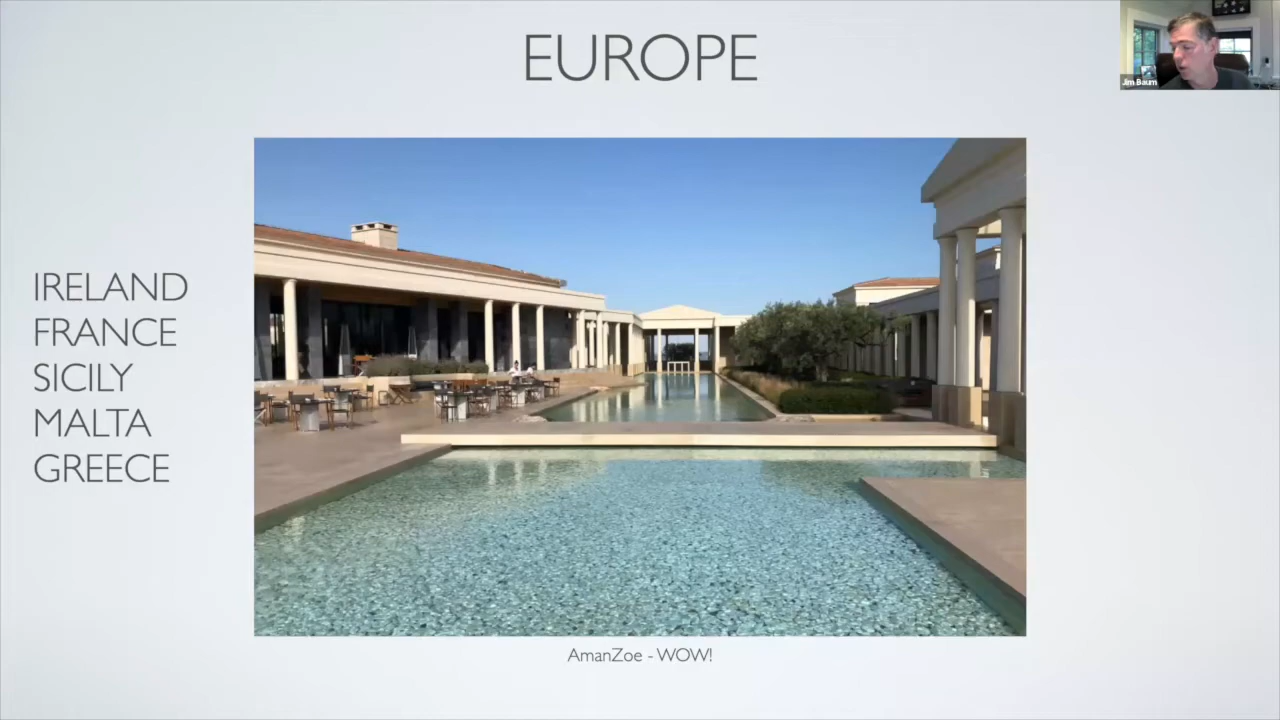 EUROPE
Jim Baum
IRELAND
FRANCE
SICILY
MALTA
GREECE
AmanZoe - WOW!